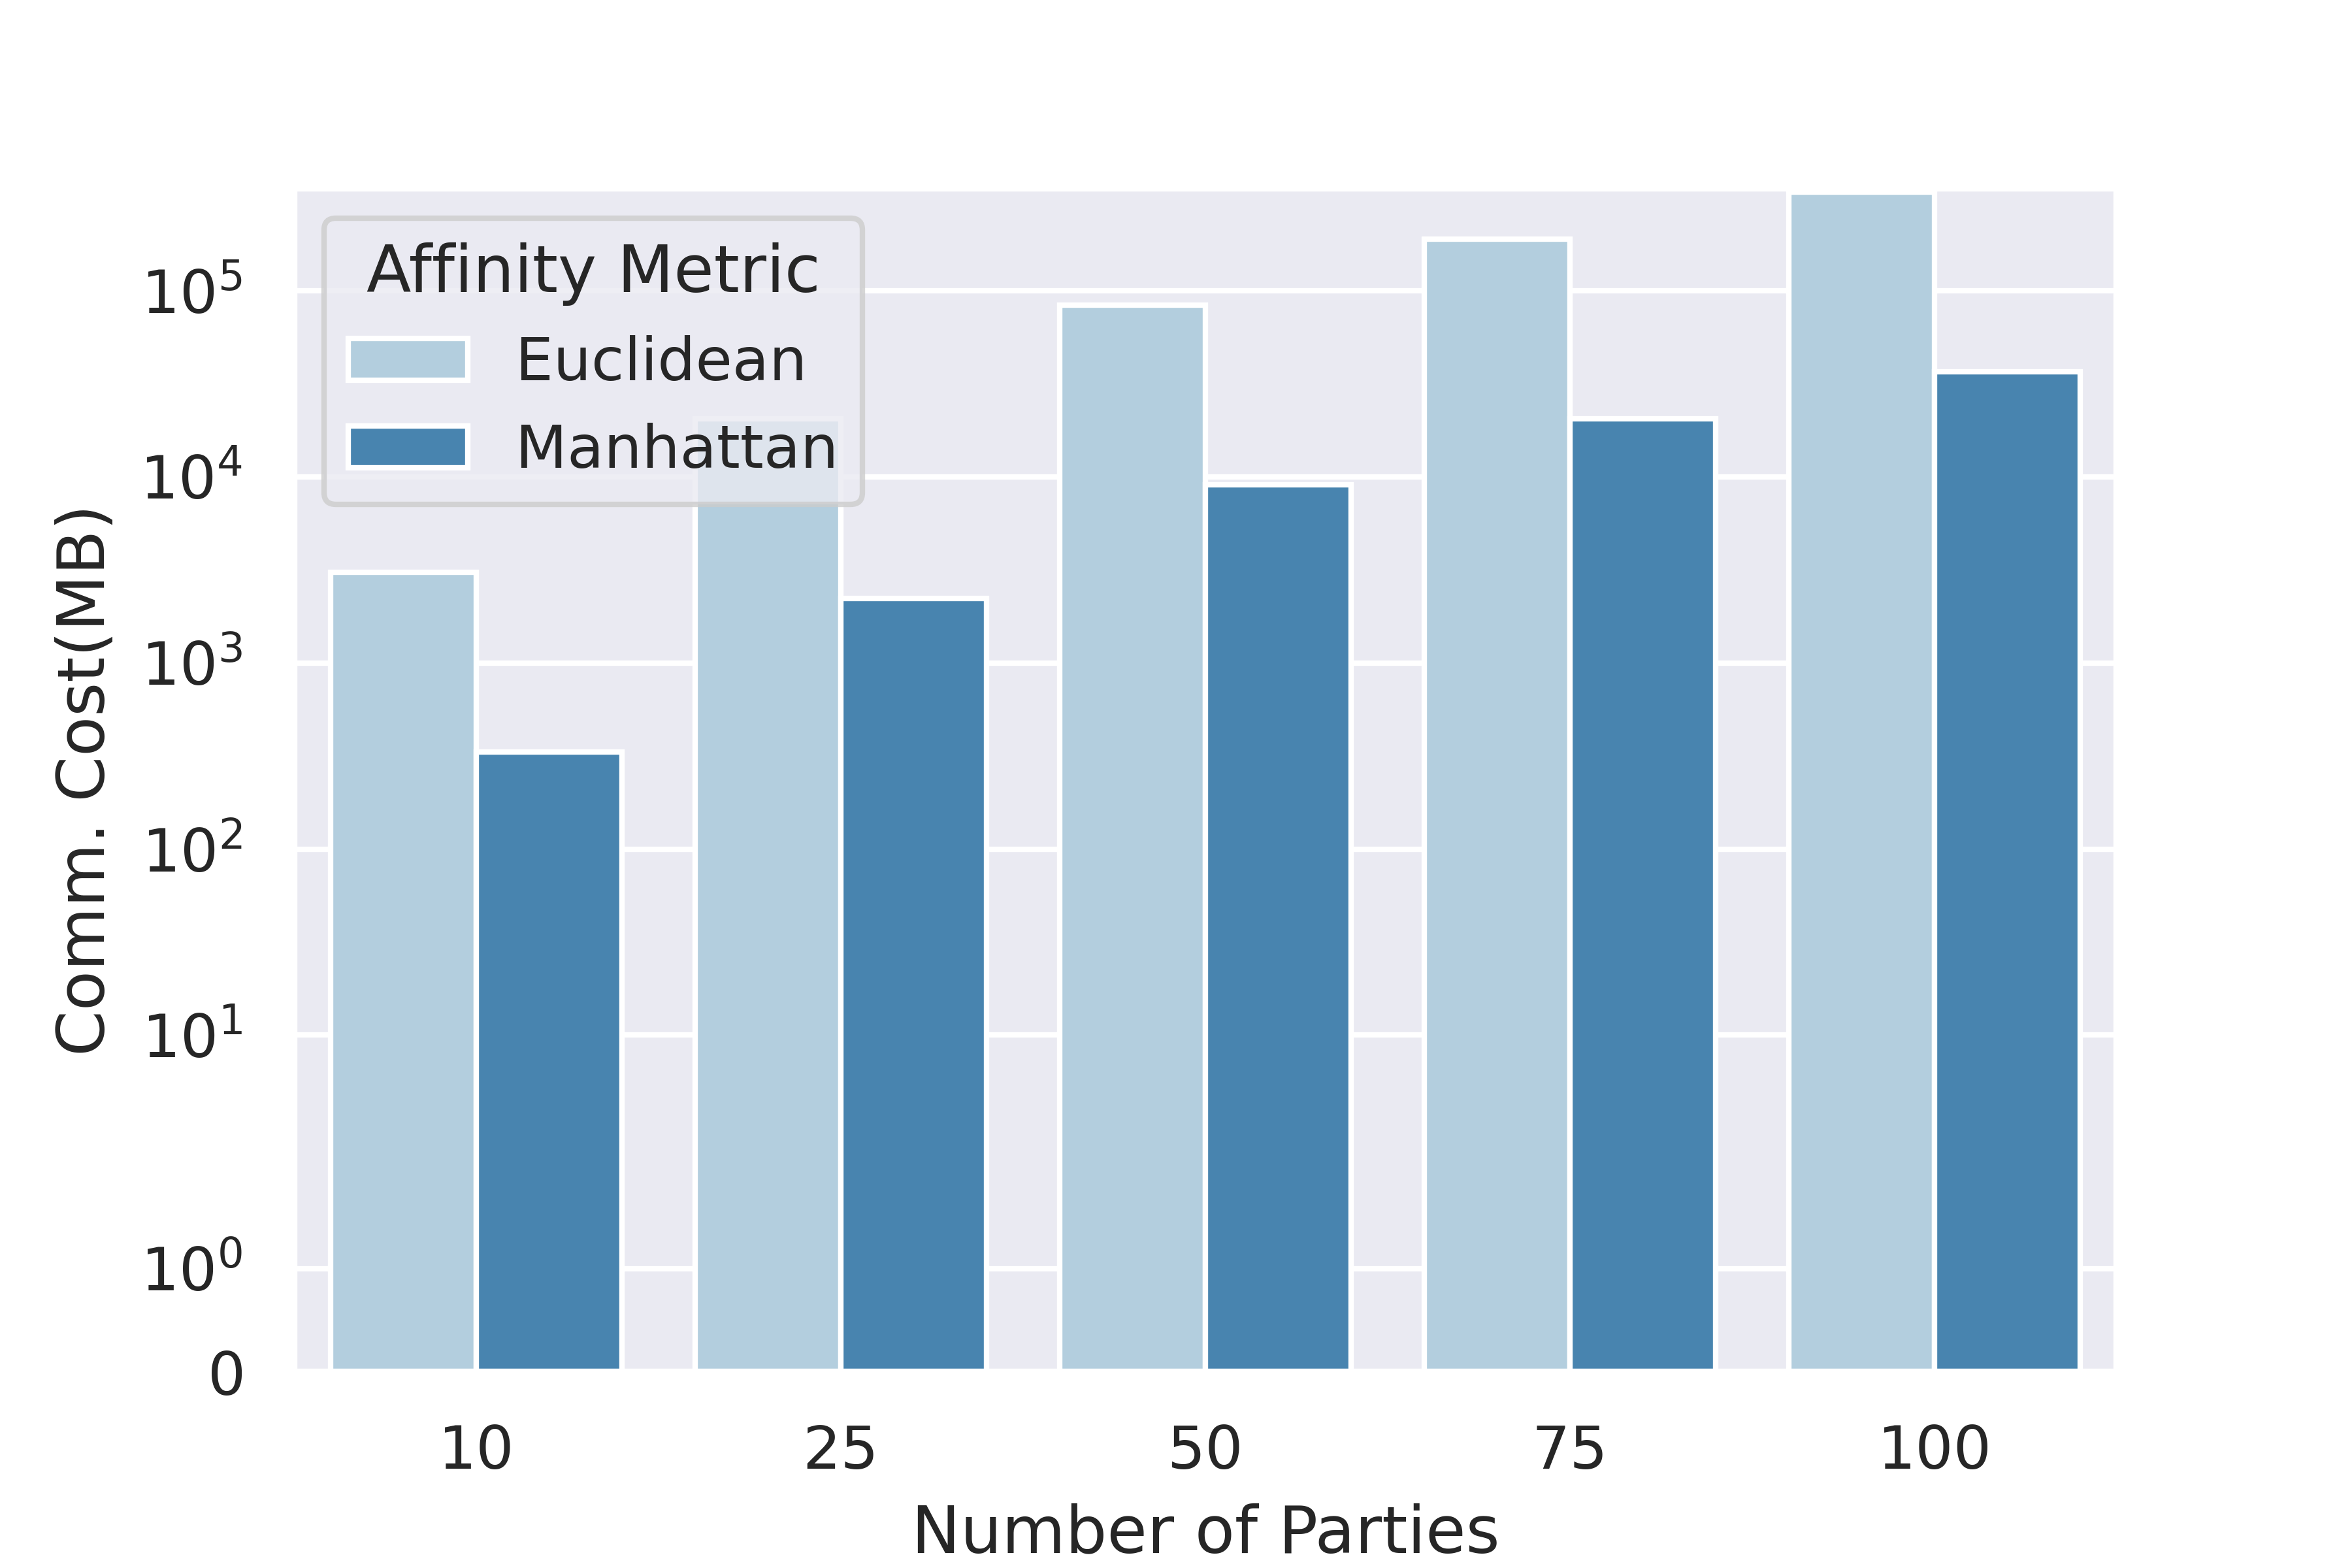 Affinity Metric
Euclidean
Manhattan
10⁵
10⁴
10³
10²
10¹
10⁰
0
Comm. Cost(MB)
10 25 50 75 100
Number of Parties